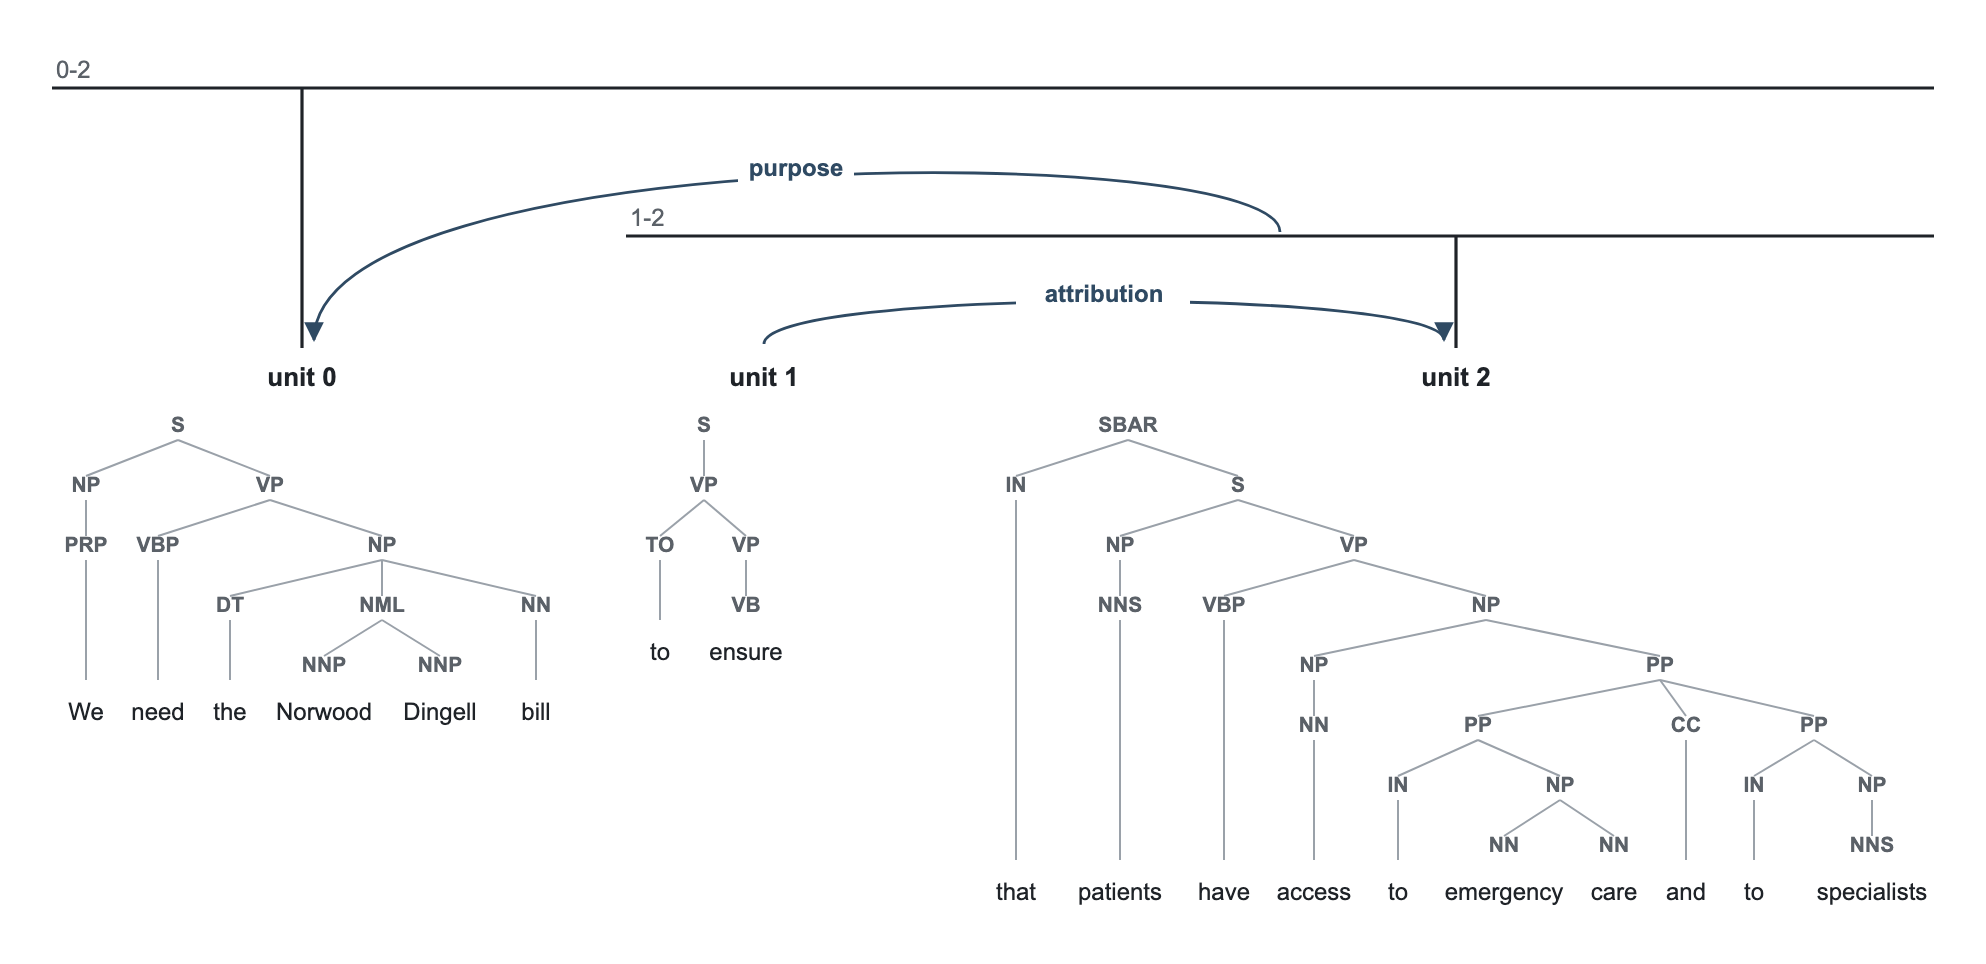 0-2
purpose
1-2
attribution
unit 0 unit 1 unit 2
S S SBAR
NP VP VP IN S
PRP VBP NP TO VP NP VP
DT NML NN VB NNS VBP NP
to ensure
NNP NNP NP PP
We need the Norwood Dingell bill
NN PP CC PP
IN NP IN NP
NN NN NNS
that patients have access to emergency care and to specialists